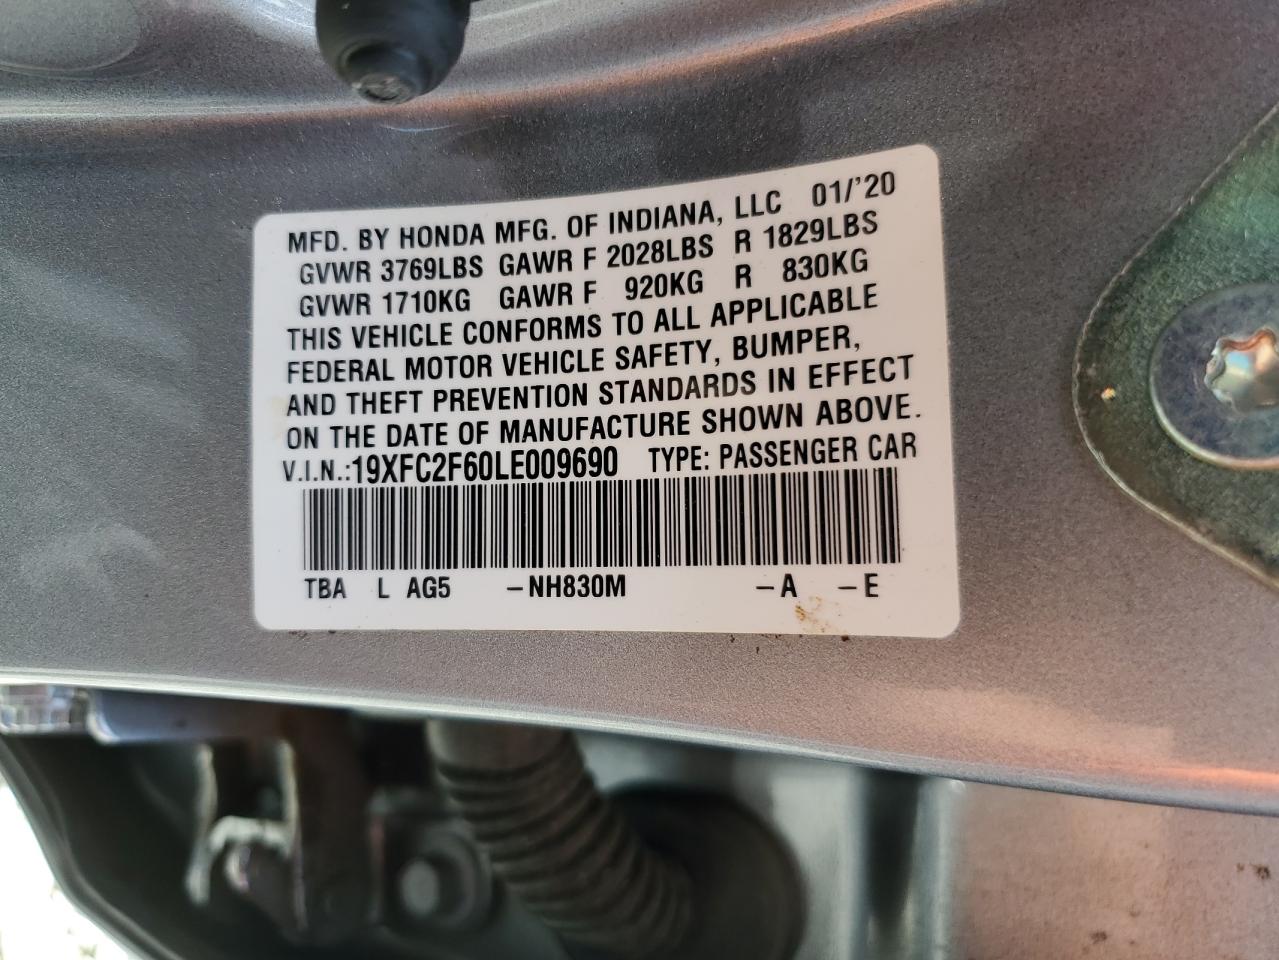 MFD. BY HONDA MFG. OF INDIANA, LLC 01/'20
GVWR 3769LBS GAWR F 2028LBS R 1829LBS
GVWR 1710KG GAWR F 920KG R 830KG
THIS VEHICLE CONFORMS TO ALL APPLICABLE
FEDERAL MOTOR VEHICLE SAFETY, BUMPER,
AND THEFT PREVENTION STANDARDS IN EFFECT
ON THE DATE OF MANUFACTURE SHOWN ABOVE.
V.I.N.:19XFC2F60LE009690 TYPE: PASSENGER CAR
TBA L AG5 –NH830M –A –E